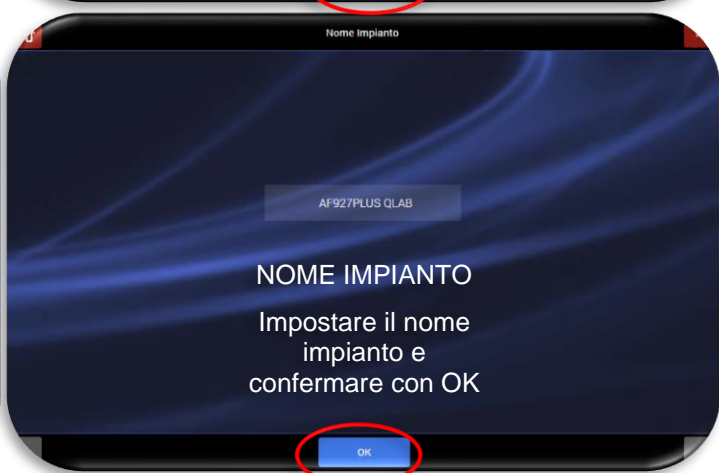 Nome Impianto
AF927PLUS QLAB
NOME IMPIANTO
Impostare il nome
impianto e
confermare con OK
OK